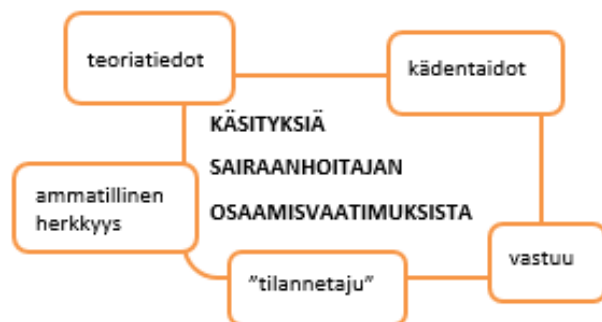 teoriatiedot
kädentaidot
KÄSITYKSIÄ
SAIRAANHOITAJAN
OSAAMISVAATIMUKSISTA
ammatillinen
herkkyys
vastuu
”tilannetaju”